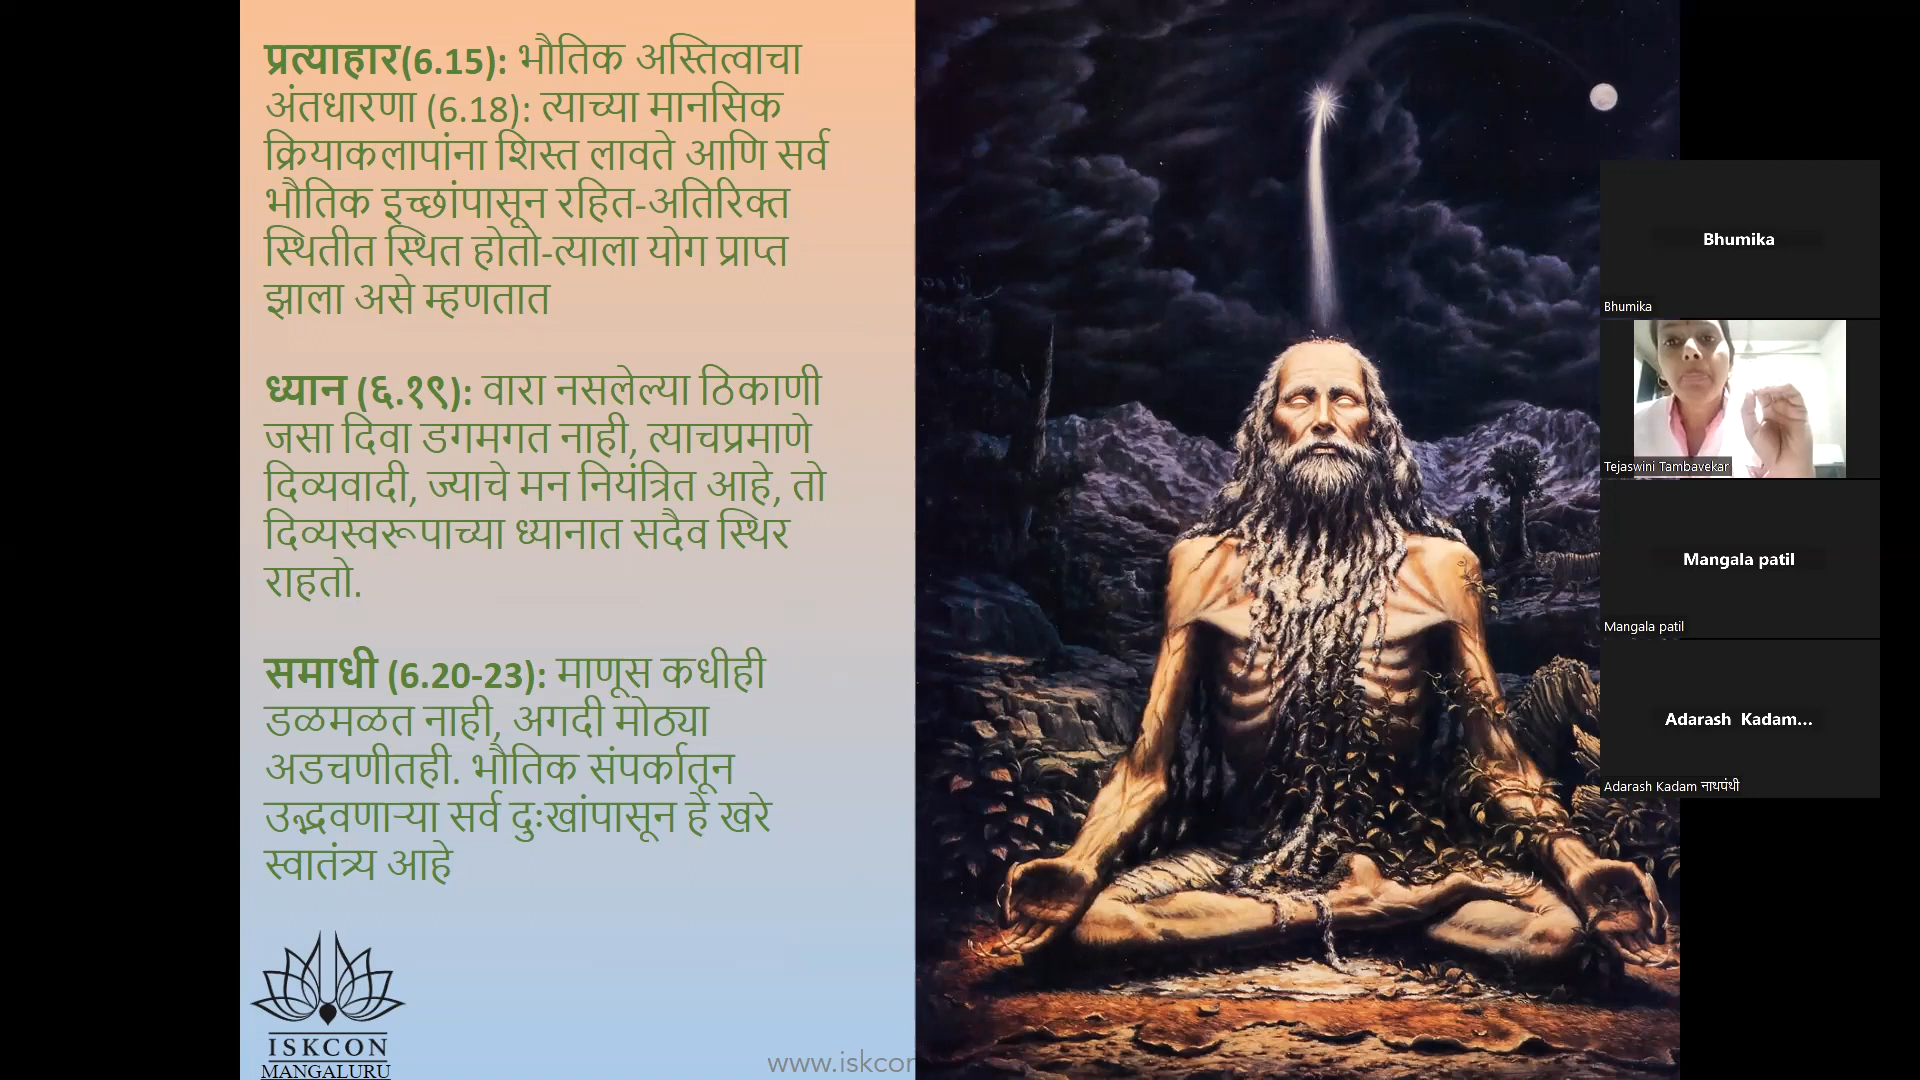 प्रत्याहार(6.15): भौतिक अस्तित्वाचा
अंतधारणा (6.18): त्याच्या मानसिक
क्रियाकलापांना शिस्त लावते आणि सर्व
भौतिक इच्छांपासून रहित-अतिरिक्त
स्थितीत स्थित होतो-त्याला योग प्राप्त
झाला असे म्हणतात
ध्यान (६.१९): वारा नसलेल्या ठिकाणी
जसा दिवा डगमगत नाही, त्याचप्रमाणे
दिव्यवादी, ज्याचे मन नियंत्रित आहे, तो
दिव्यस्वरूपाच्या ध्यानात सदैव स्थिर
राहतो.
समाधी (6.20-23): माणूस कधीही
डळमळत नाही, अगदी मोठ्या
अडचणीतही. भौतिक संपर्कातून
उद्भवणाऱ्या सर्व दुःखांपासून हे खरे
स्वातंत्र्य आहे
ISKCON
MANGALURU
www.iskcon
Bhumika
Bhumika
Tejaswini Tambavekar
Mangala patil
Mangala patil
Adarash Kadam...
Adarash Kadam नाथपंथी